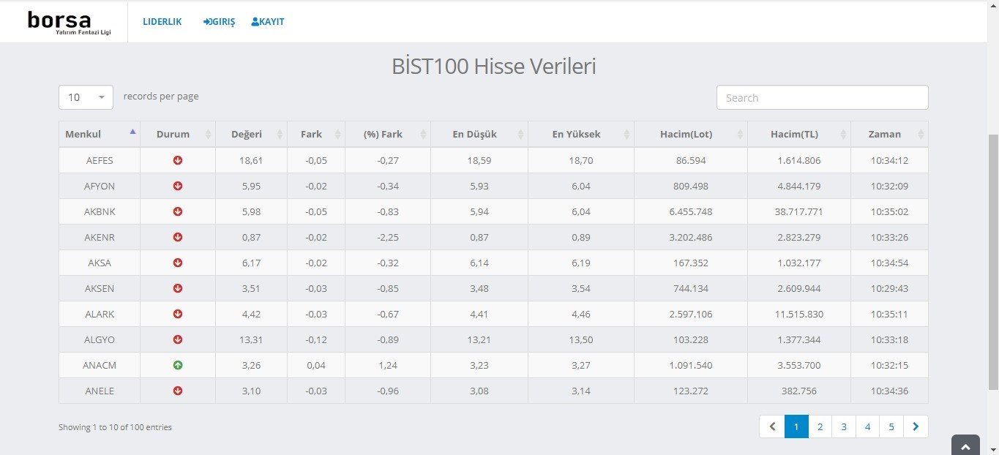 borsa
Yatırım Fantazi Ligi
LIDERLIK GIRIŞ KAYIT
BİST100 Hisse Verileri
10 records per page Search
Menkul Durum Değeri Fark (%) Fark En Düşük En Yüksek Hacim(Lot) Hacim(TL) Zaman
AEFES 18,61 -0,05 -0,27 18,59 18,70 86.594 1.614.806 10:34:12
AFYON 5,95 -0,02 -0,34 5,93 6,04 809.498 4.844.179 10:32:09
AKBNK 5,98 -0,05 -0,83 5,94 6,04 6.455.748 38.717.771 10:35:02
AKENR 0,87 -0,02 -2,25 0,87 0,89 3.202.486 2.823.279 10:33:26
AKSA 6,17 -0,02 -0,32 6,14 6,19 167.352 1.032.177 10:34:54
AKSEN 3,51 -0,03 -0,85 3,48 3,54 744.134 2.609.944 10:29:43
ALARK 4,42 -0,03 -0,67 4,41 4,46 2.597.106 11.515.830 10:35:11
ALGYO 13,31 -0,12 -0,89 13,21 13,50 103.228 1.377.344 10:33:18
ANACM 3,26 0,04 1,24 3,23 3,27 1.091.540 3.553.700 10:32:15
ANELE 3,10 -0,03 -0,96 3,08 3,14 123.272 382.756 10:34:36
Showing 1 to 10 of 100 entries 1 2 3 4 5